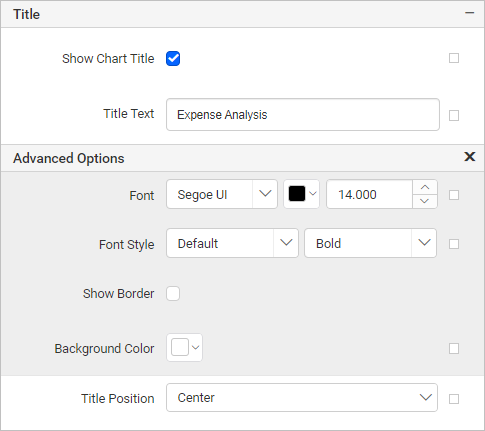 Title
Show Chart Title
Title Text Expense Analysis
Advanced Options
Font Segoe UI 14.000
Font Style Default Bold
Show Border
Background Color
Title Position Center